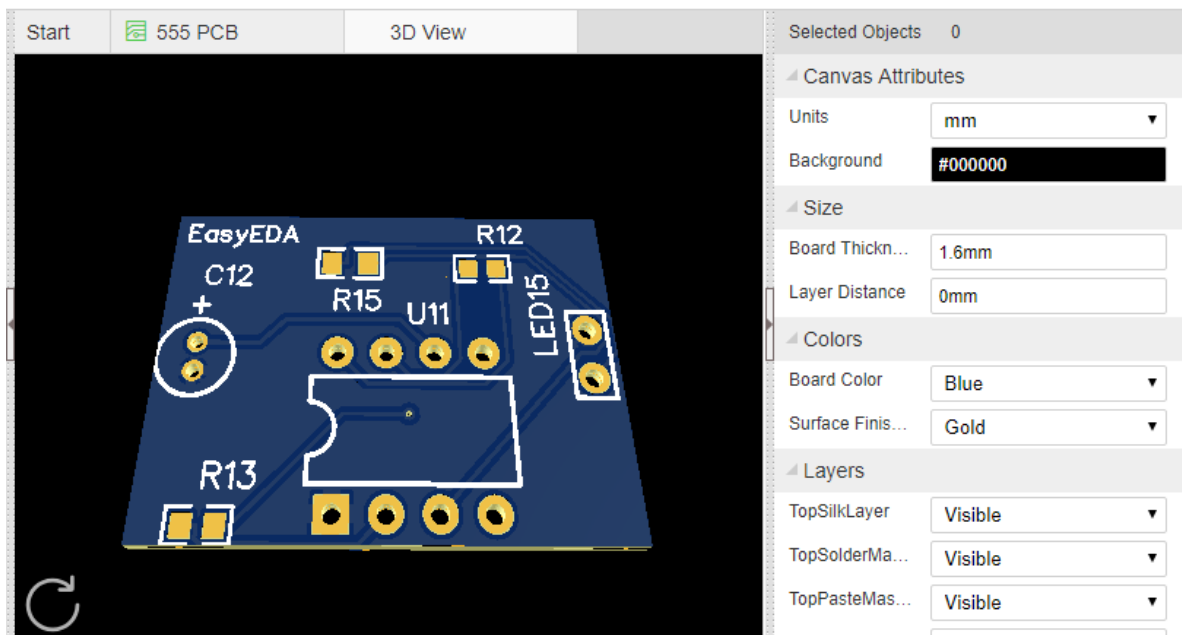 Start
555 PCB
3D View
EasyEDA
R12
C12
+
R15
U11
LED15
R13
Selected Objects 0
Canvas Attributes
Units mm
Background #000000
Size
Board Thickn... 1.6mm
Layer Distance 0mm
Colors
Board Color Blue
Surface Finis... Gold
Layers
TopSilkLayer Visible
TopSolderMa... Visible
TopPasteMas... Visible